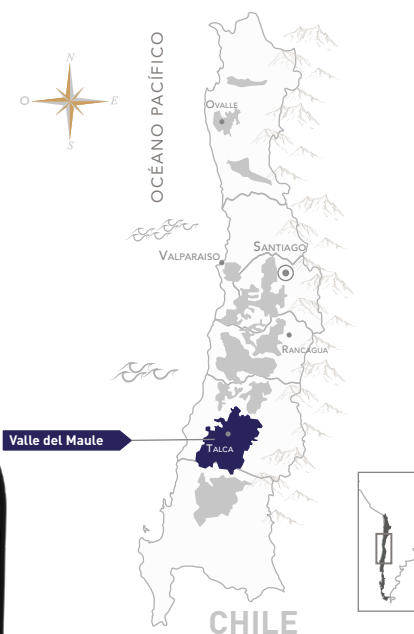 N
O
E
S
OCÉANO PACÍFICO
OVALLE
VALPARAISO
SANTIAGO
RANCAGUA
Valle del Maule
TALCA
CHILE